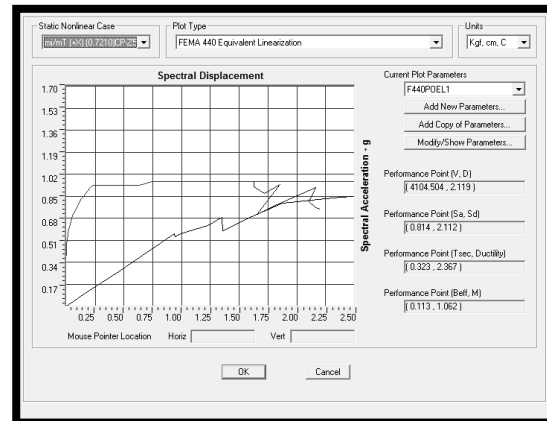 Static Nonlinear Case
Plot Type
Units
FEMA 440 Equivalent Linearization
Kgf, cm, C
Spectral Displacement
Current Plot Parameters
F440POEL1
Add New Parameters...
Add Copy of Parameters...
Modify/Show Parameters...
Performance Point (V, D)
( 4104.504 , 2.119 )
Performance Point (Sa, Sd)
( 0.814 , 2.112 )
Performance Point (Tsec, Ductility)
( 0.323 , 2.367 )
Performance Point (Beff, M)
( 0.113 , 1.062 )
Spectral Acceleration - g
1.70
1.53
1.36
1.19
1.02
0.85
0.68
0.51
0.34
0.17
0.25 0.50 0.75 1.00 1.25 1.50 1.75 2.00 2.25 2.50
Mouse Pointer Location Horiz Vert
OK Cancel